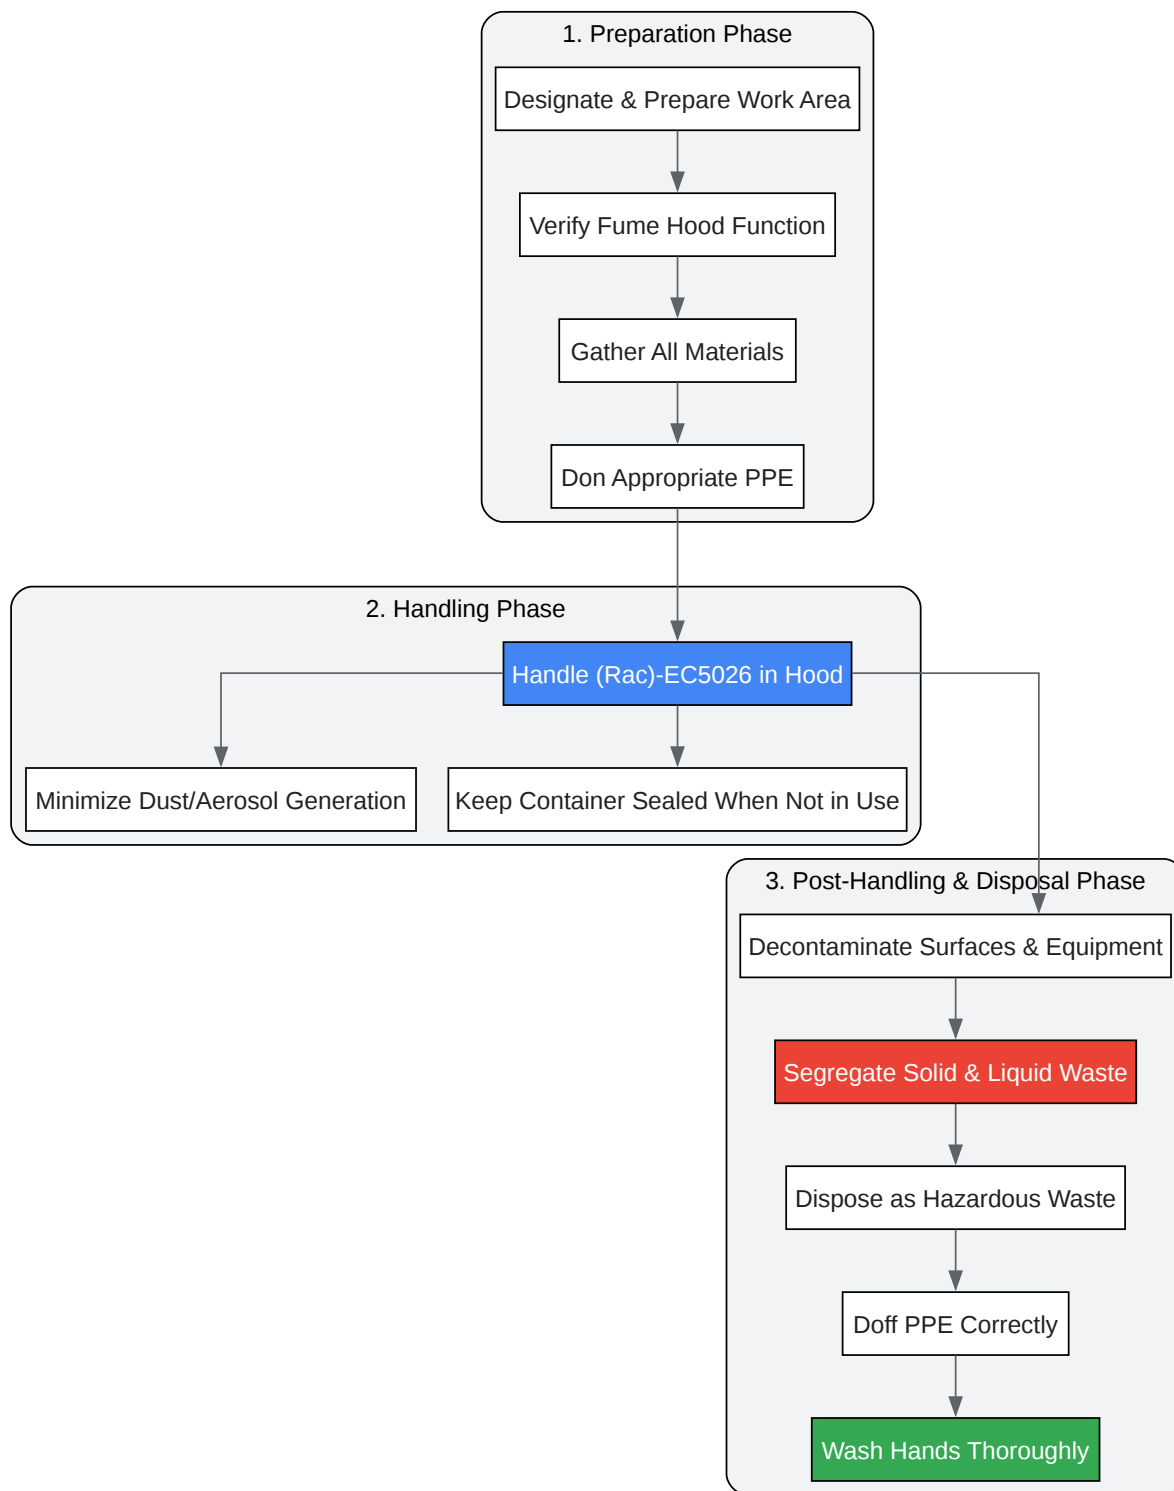 1. Preparation Phase
Designate & Prepare Work Area
Verify Fume Hood Function
Gather All Materials
Don Appropriate PPE
2. Handling Phase
Handle (Rac)-EC5026 in Hood
Minimize Dust/Aerosol Generation
Keep Container Sealed When Not in Use
3. Post-Handling & Disposal Phase
Decontaminate Surfaces & Equipment
Segregate Solid & Liquid Waste
Dispose as Hazardous Waste
Doff PPE Correctly
Wash Hands Thoroughly